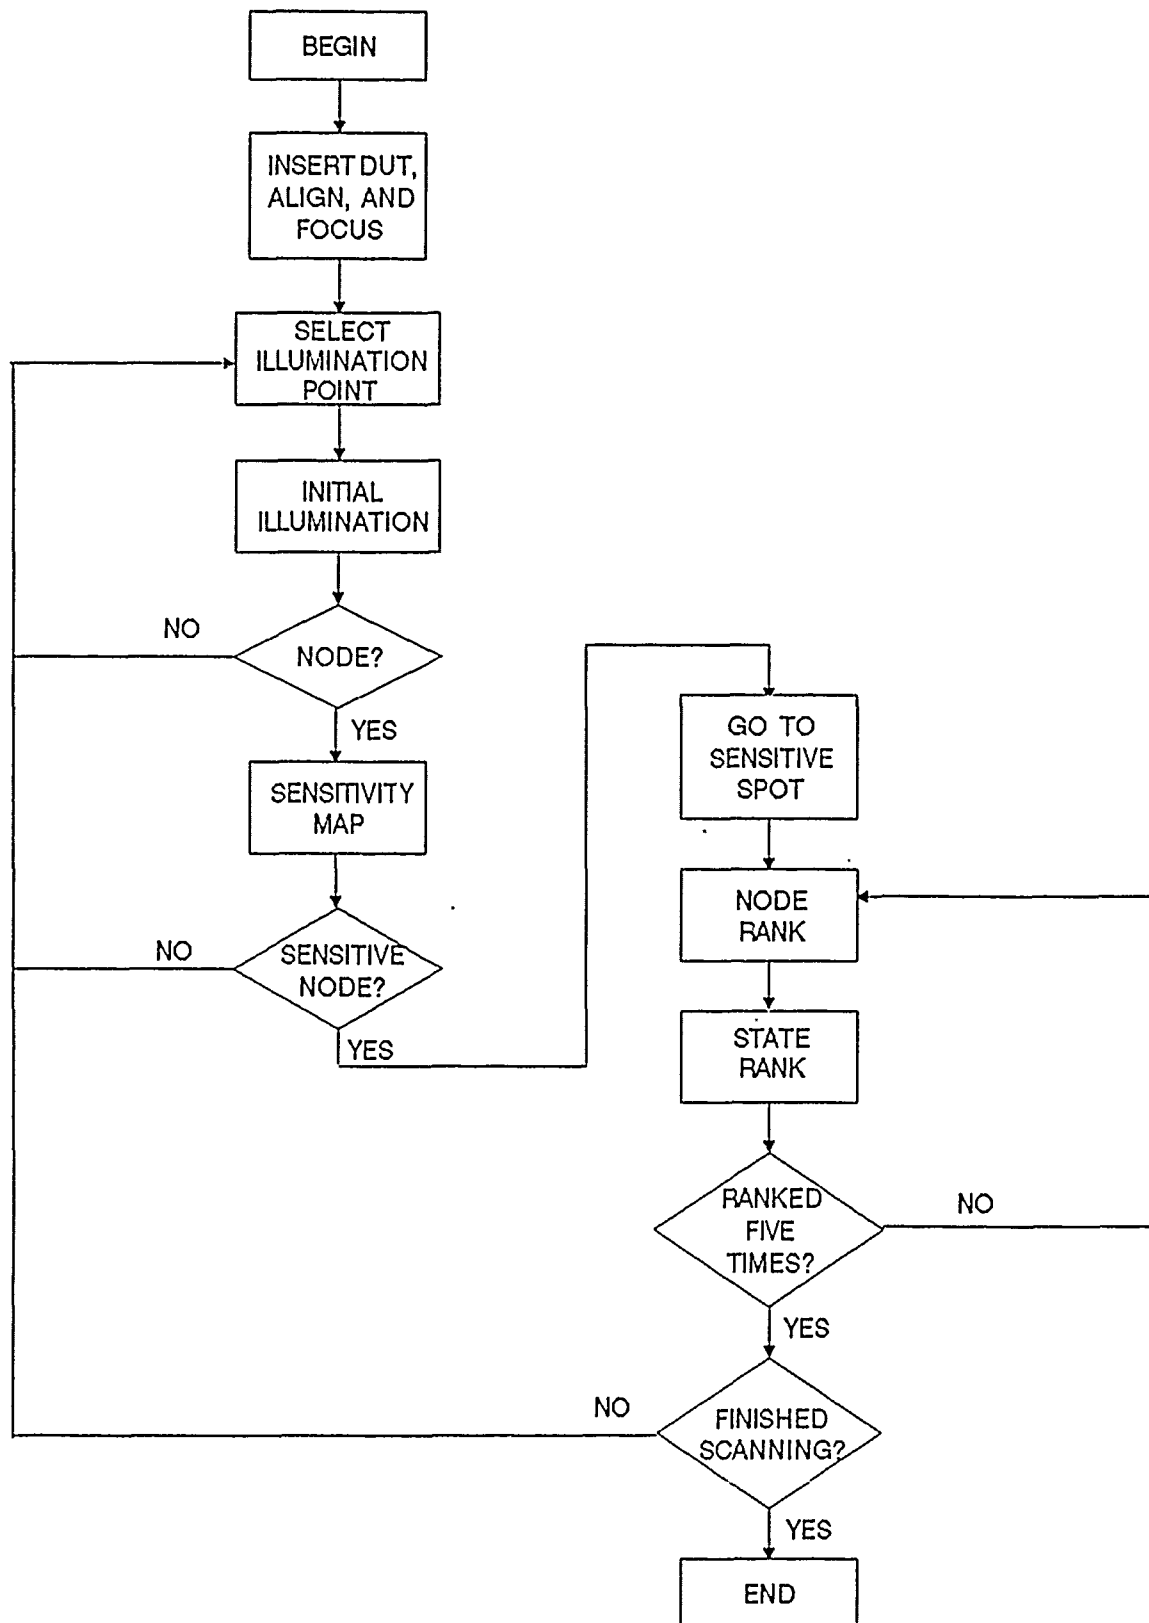 BEGIN
INSERT DUT,
ALIGN, AND
FOCUS
SELECT
ILLUMINATION
POINT
INITIAL
ILLUMINATION
NO
NODE?
YES
SENSITIVITY
MAP
NO
SENSITIVE
NODE?
YES
GO TO
SENSITIVE
SPOT
NODE
RANK
STATE
RANK
RANKED
FIVE
TIMES?
NO
YES
NO
FINISHED
SCANNING?
YES
END